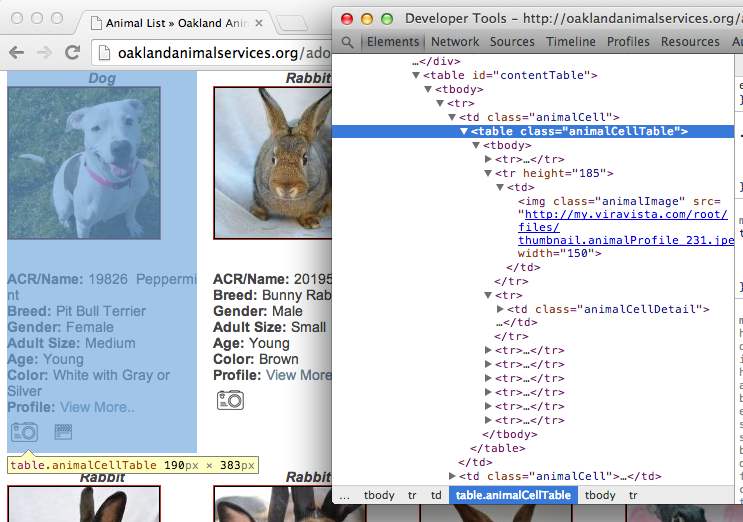 Animal List » Oakland Anim
oaklandanimalservices.org/ado
Dog
Rabbit
ACR/Name: 19826 Peppermi
nt
Breed: Pit Bull Terrier
Gender: Female
Adult Size: Medium
Age: Young
Color: White with Gray or
Silver
Profile: View More..
ACR/Name: 20195
Breed: Bunny Rab
Gender: Male
Adult Size: Small
Age: Young
Color: Brown
Profile: View More
table.animalCellTable 190px × 383px
Rabbit
Rabbit
Developer Tools - http://oaklandanimalservices.org/a
Elements Network Sources Timeline Profiles Resources Au
…</div>
▼<table id="contentTable">
▼<tbody>
▼<tr>
▼<td class="animalCell">
▼<table class="animalCellTable">
▼<tbody>
▶<tr>…</tr>
▼<tr height="185">
▼<td>
<img class="animalImage" src=
"http://my.viravista.com/root/
files/
thumbnail.animalProfile_231.jpe
width="150">
</td>
</tr>
▼<tr>
▶<td class="animalCellDetail">
…</td>
</tr>
▶<tr>…</tr>
▶<tr>…</tr>
▶<tr>…</tr>
▶<tr>…</tr>
▶<tr>…</tr>
▶<tr>…</tr>
</tbody>
</table>
</td>
▶<td class="animalCell">…</td>
… tbody tr td table.animalCellTable tbody tr